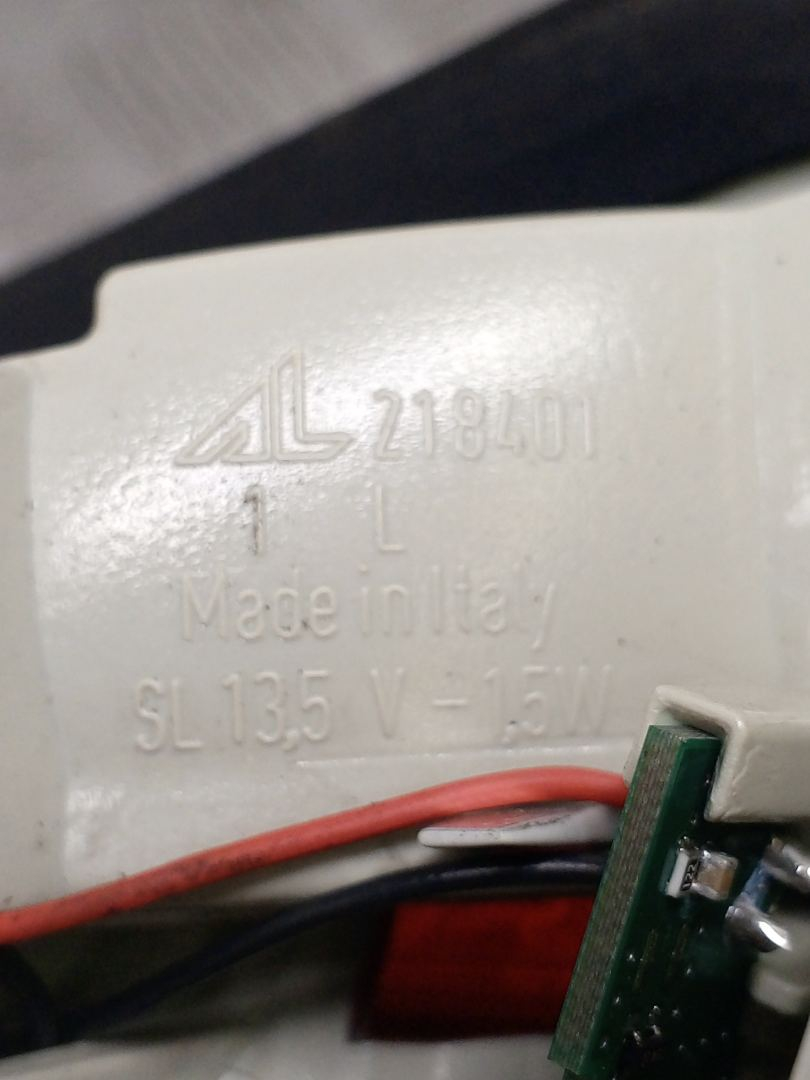 AL 218401
1 L
Made in Italy
SL 13,5 V - 1,5W